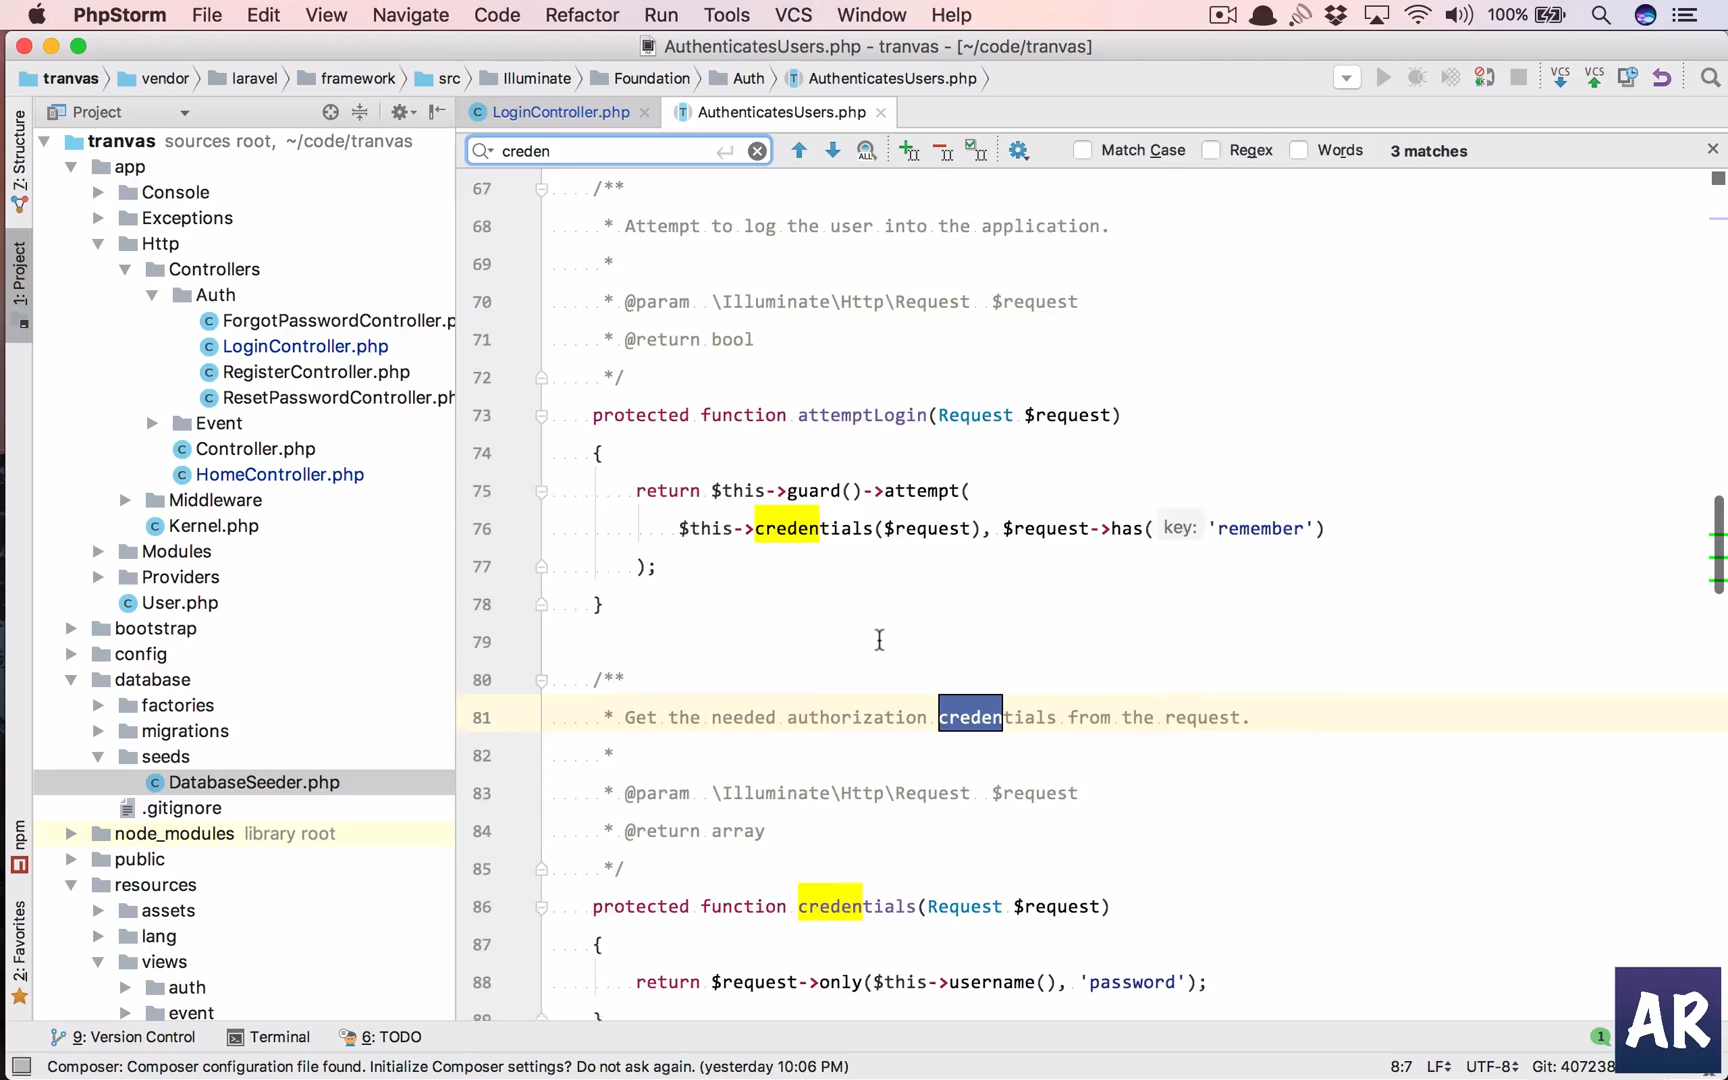 PhpStorm File Edit View Navigate Code Refactor Run Tools VCS Window Help 100%
AuthenticatesUsers.php - tranvas - [~/code/tranvas]
tranvas vendor laravel framework src Illuminate Foundation Auth AuthenticatesUsers.php VCS VCS
Project LoginController.php AuthenticatesUsers.php
creden ALL Match Case Regex Words 3 matches
7: Structure
1: Project
npm
2: Favorites
tranvas sources root, ~/code/tranvas
app
Console
Exceptions
Http
Controllers
Auth
ForgotPasswordController.p
LoginController.php
RegisterController.php
ResetPasswordController.ph
Event
Controller.php
HomeController.php
Middleware
Kernel.php
Modules
Providers
User.php
bootstrap
config
database
factories
migrations
seeds
DatabaseSeeder.php
.gitignore
node_modules library root
public
resources
assets
lang
views
auth
event
67 /**
68 * Attempt to log the user into the application.
69 *
70 * @param \Illuminate\Http\Request $request
71 * @return bool
72 */
73 protected function attemptLogin(Request $request)
74 {
75 return $this->guard()->attempt(
76 $this->credentials($request), $request->has( key: 'remember')
77 );
78 }
79
80 /**
81 * Get the needed authorization credentials from the request.
82 *
83 * @param \Illuminate\Http\Request $request
84 * @return array
85 */
86 protected function credentials(Request $request)
87 {
88 return $request->only($this->username(), 'password');
89 }
9: Version Control Terminal 6: TODO 1
Composer: Composer configuration file found. Initialize Composer settings? Do not ask again. (yesterday 10:06 PM) 8:7 LF UTF-8 Git: 407238
AR